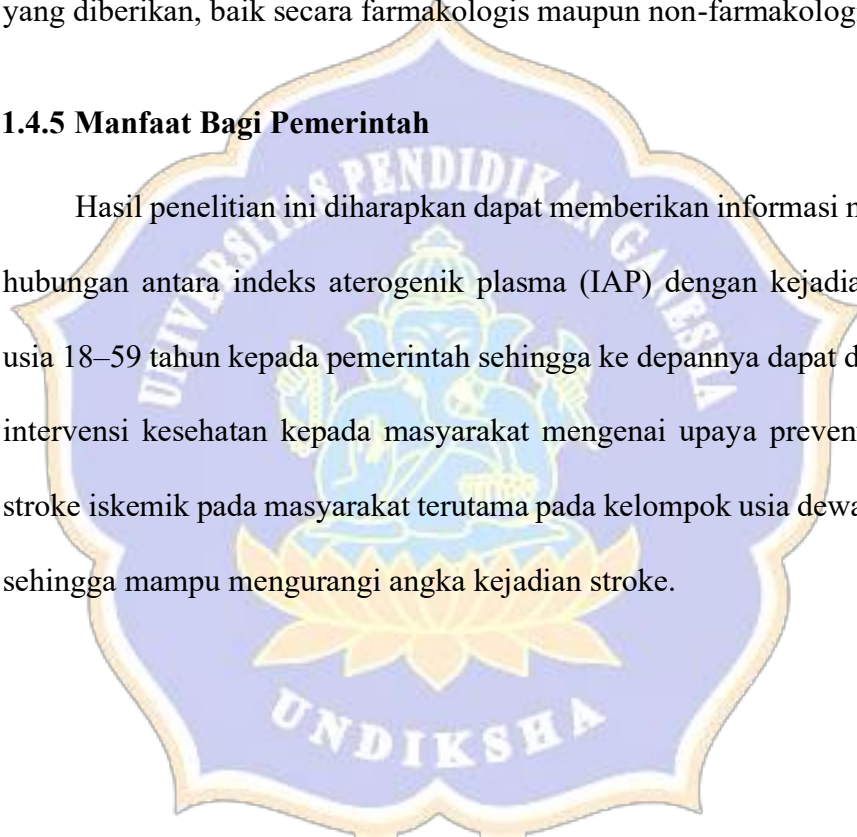 yang diberikan, baik secara farmakologis maupun non-farmakolog
1.4.5 Manfaat Bagi Pemerintah
UNIVERSITAS PENDIDIKAN GANESHA
Hasil penelitian ini diharapkan dapat memberikan informasi
hubungan antara indeks aterogenik plasma (IAP) dengan
usia 18–59 tahun kepada pemerintah sehingga ke depannya dapat
intervensi kesehatan kepada masyarakat mengenai upaya
stroke iskemik pada masyarakat terutama pada kelompok usia
sehingga mampu mengurangi angka kejadian stroke.
UNDIKSHA